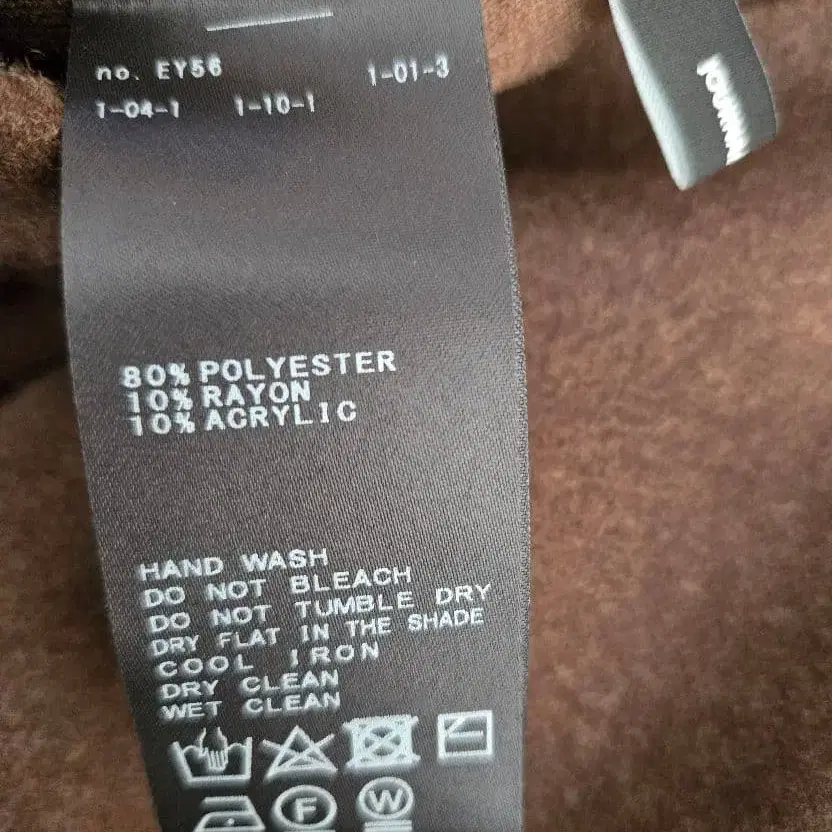 no. EY56
1-01-3
1-04-1 1-10-1
80% POLYESTER
10% RAYON
10% ACRYLIC
HAND WASH
DO NOT BLEACH
DO NOT TUMBLE DRY
DRY FLAT IN THE SHADE
COOL IRON
DRY CLEAN
WET CLEAN
F W